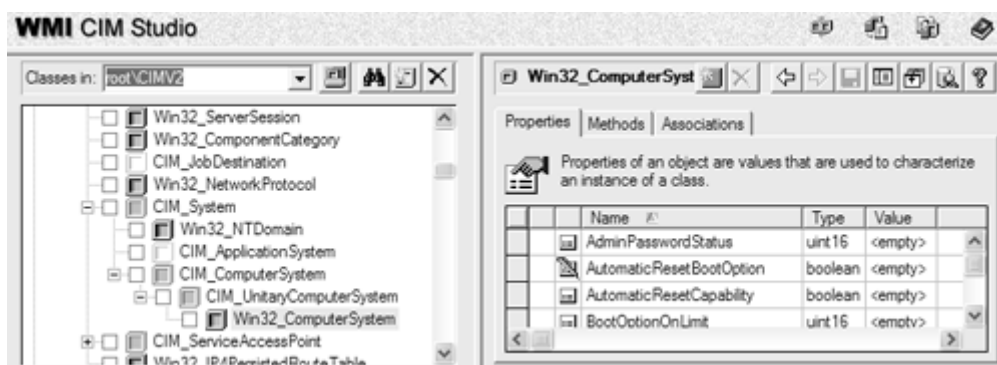 WMI CIM Studio
Classes in: root\CIMV2
Win32_ServerSession
Win32_ComponentCategory
CIM_JobDestination
Win32_NetworkProtocol
CIM_System
Win32_NTDomain
CIM_ApplicationSystem
CIM_ComputerSystem
CIM_UnitaryComputerSystem
Win32_ComputerSystem
CIM_ServiceAccessPoint
Win32_IP4PersistedRouteTable
Win32_ComputerSyst
Properties Methods Associations
Properties of an object are values that are used to characterize
an instance of a class.
Name Type Value
AdminPasswordStatus uint16 <empty>
AutomaticResetBootOption boolean <empty>
AutomaticResetCapability boolean <empty>
BootOptionOnLimit uint16 <empty>